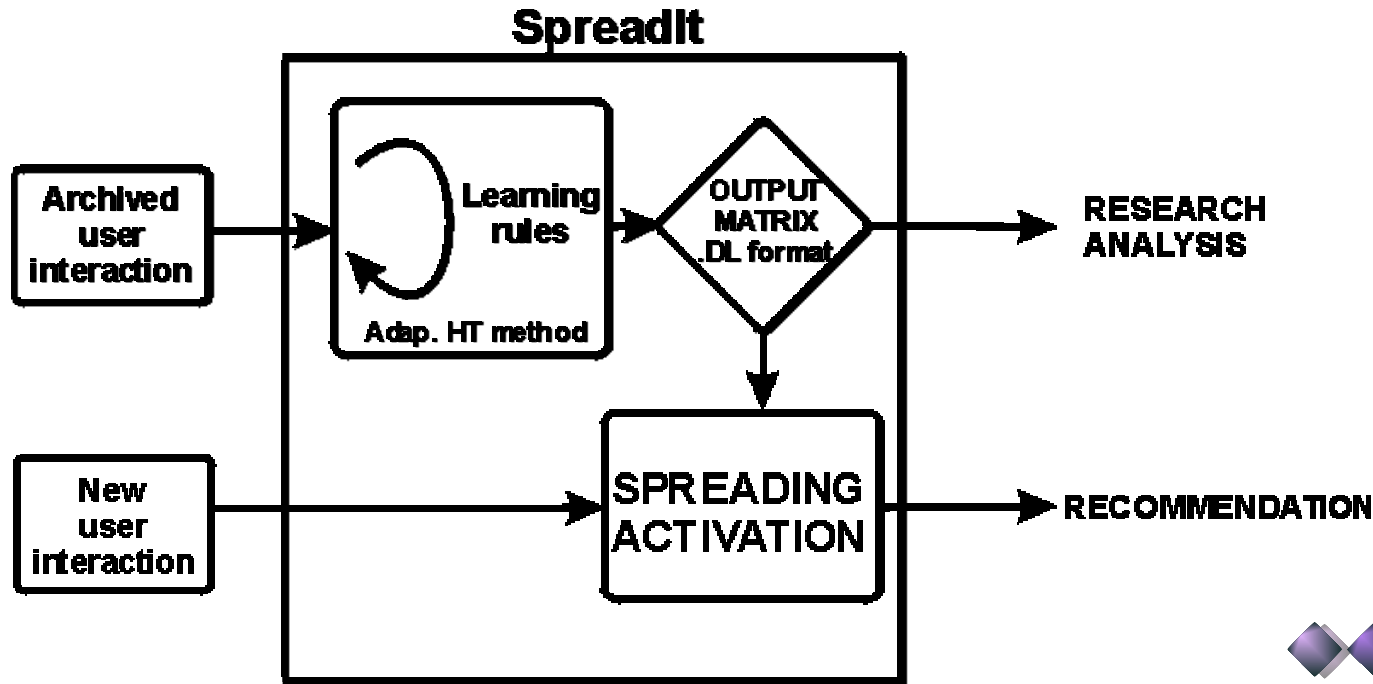 SpreadIt
Archived
user
interaction
Learning
rules
Adap. HT method
OUTPUT
MATRIX
.DL format
RESEARCH
ANALYSIS
New
user
interaction
SPREADING
ACTIVATION
RECOMMENDATION